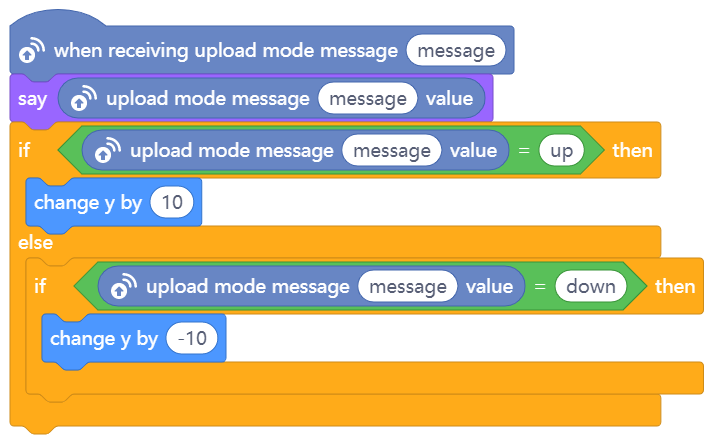 when receiving upload mode message message
say upload mode message message value
if upload mode message message value = up then
change y by 10
else
if upload mode message message value = down then
change y by -10